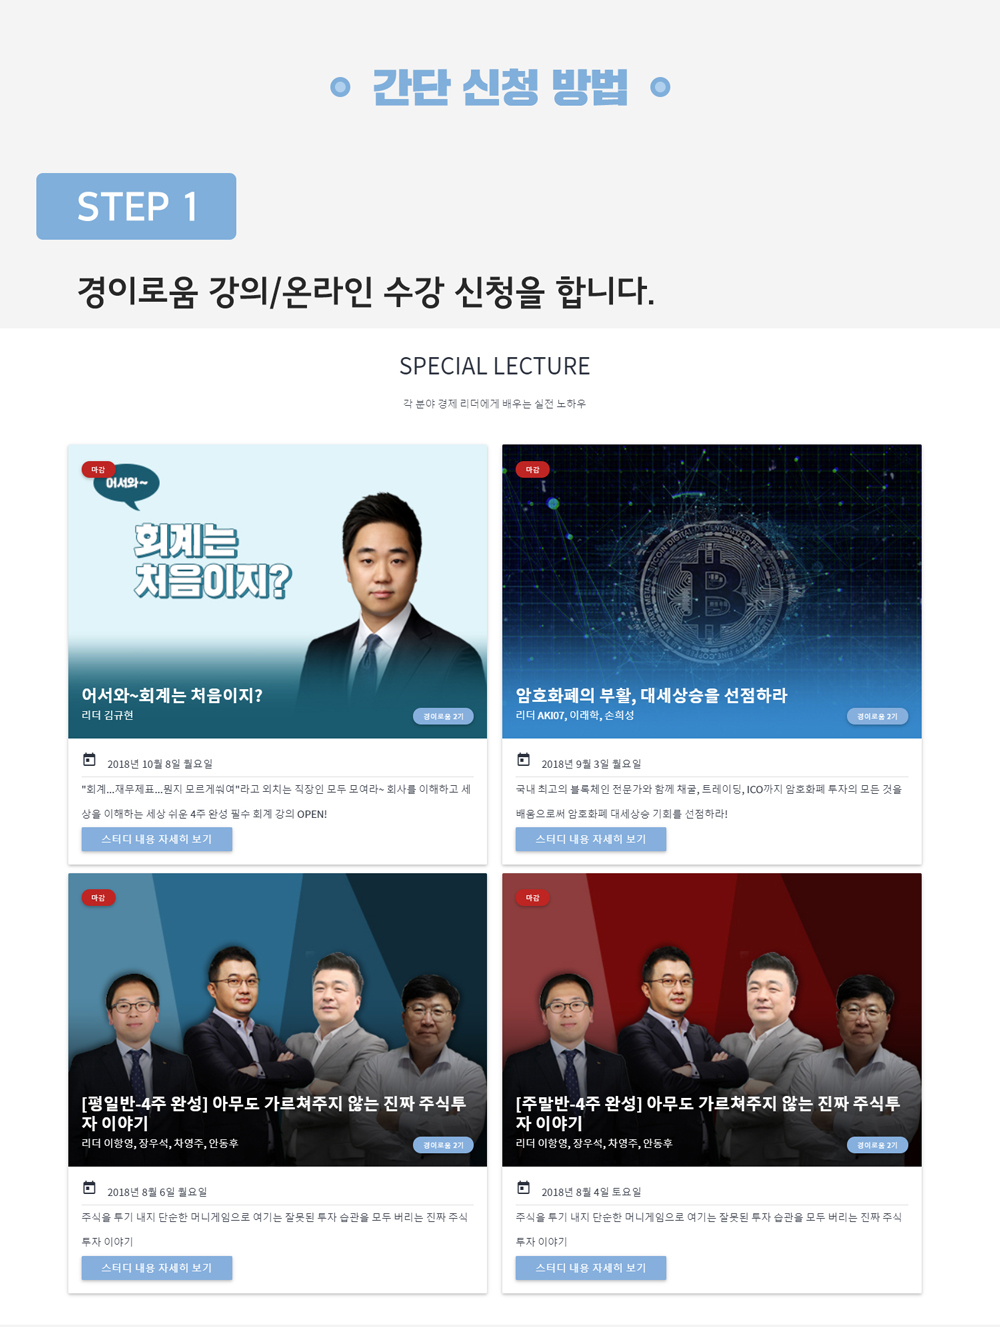 간단 신청 방법
STEP 1
경이로움 강의/온라인 수강 신청을 합니다.
SPECIAL LECTURE
각 분야 경제 리더에게 배우는 실전 노하우
마감
어서와~
회계는
처음이지?
어서와~회계는 처음이지?
리더 김규현
경이로움 2기
2018년 10월 8일 월요일
"회계...재무제표...뭔지 모르게쒀여"라고 외치는 직장인 모두 모여라~ 회사를 이해하고 세
상을 이해하는 세상 쉬운 4주 완성 필수 회계 강의 OPEN!
스터디 내용 자세히 보기
마감
암호화폐의 부활, 대세상승을 선점하라
리더 AKI07, 이래학, 손희성
경이로움 2기
2018년 9월 3일 월요일
국내 최고의 블록체인 전문가와 함께 채굴, 트레이딩, ICO까지 암호화폐 투자의 모든 것을
배움으로써 암호화폐 대세상승 기회를 선점하라!
스터디 내용 자세히 보기
마감
[평일반-4주 완성] 아무도 가르쳐주지 않는 진짜 주식투
자 이야기
리더 이항영, 장우석, 차영주, 안동후
경이로움 2기
2018년 8월 6일 월요일
주식을 투기 내지 단순한 머니게임으로 여기는 잘못된 투자 습관을 모두 버리는 진짜 주식
투자 이야기
스터디 내용 자세히 보기
마감
[주말반-4주 완성] 아무도 가르쳐주지 않는 진짜 주식투
자 이야기
리더 이항영, 장우석, 차영주, 안동후
경이로움 2기
2018년 8월 4일 토요일
주식을 투기 내지 단순한 머니게임으로 여기는 잘못된 투자 습관을 모두 버리는 진짜 주식
투자 이야기
스터디 내용 자세히 보기